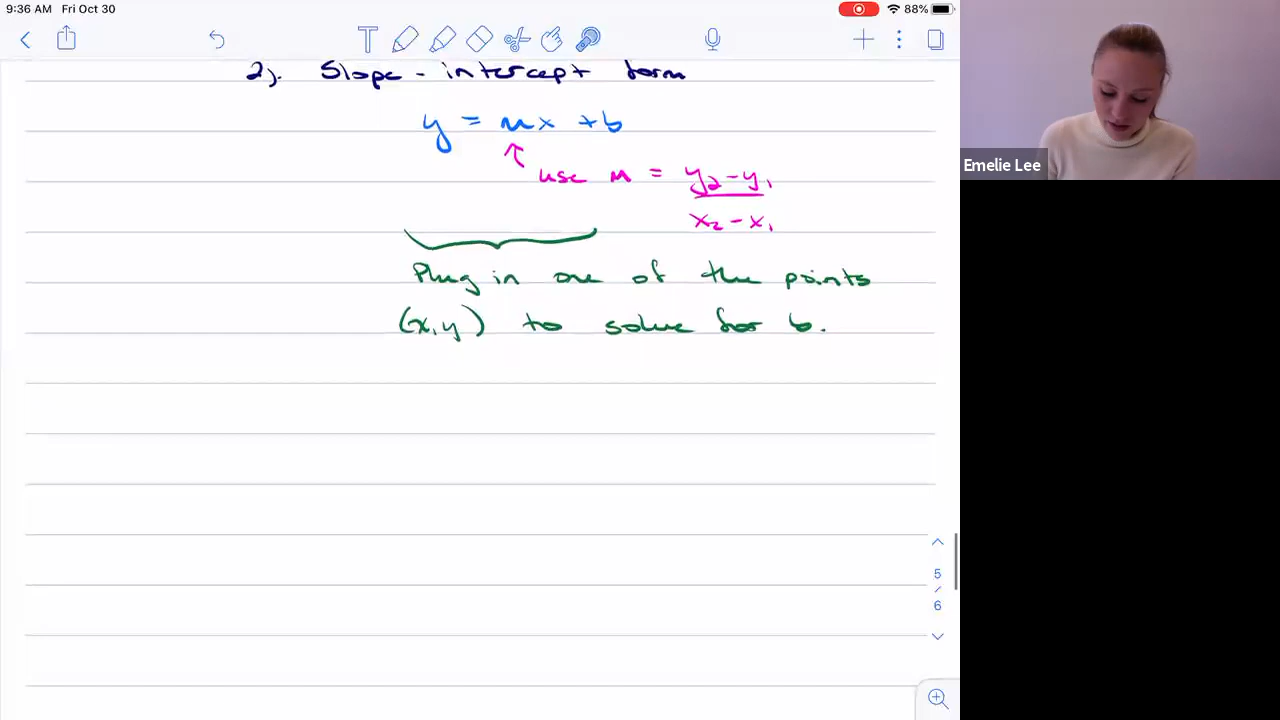 9:36 AM Fri Oct 30
88%
T
2). Slope - intercept form
y = mx + b
use m = y2 - y1
x2 - x1
Plug in one of the points
(x,y) to solve for b.
Emelie Lee
5
/
6